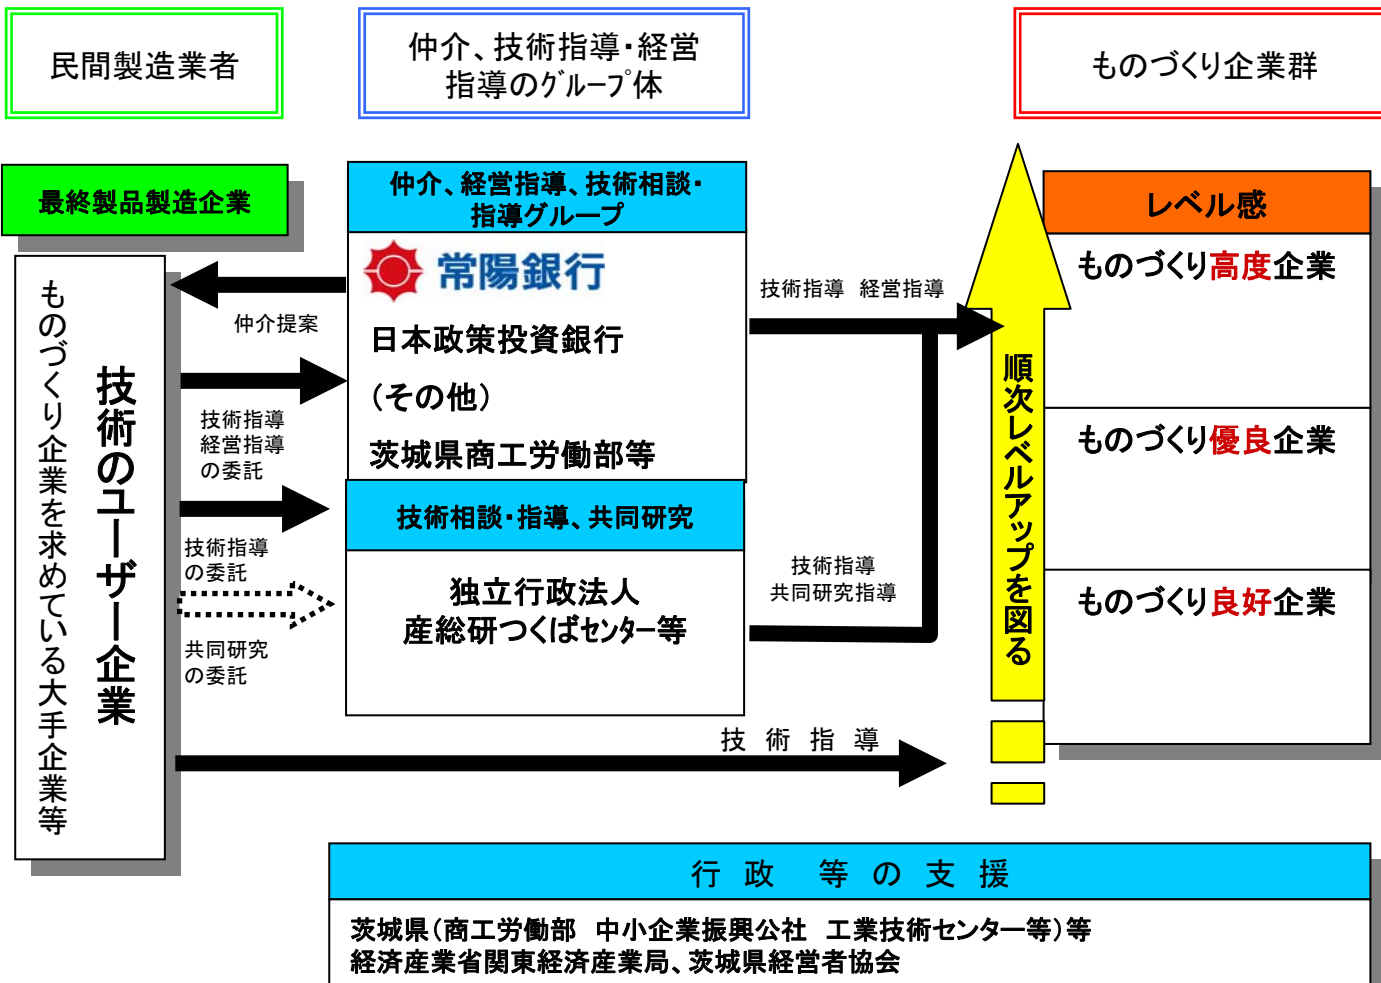 民間製造業者
仲介、技術指導・経営
指導のグループ体
ものづくり企業群
最終製品製造企業
技術のユーザー企業
ものづくり企業を求めている大手企業等
仲介、経営指導、技術相談・
指導グループ
常陽銀行
日本政策投資銀行
（その他）
茨城県商工労働部等
技術相談・指導、共同研究
独立行政法人
産総研つくばセンター等
仲介提案
技術指導
経営指導
の委託
技術指導
の委託
共同研究
の委託
技術指導 経営指導
技術指導
共同研究指導
技 術 指 導
順次レベルアップを図る
レベル感
ものづくり高度企業
ものづくり優良企業
ものづくり良好企業
行 政 等 の 支 援
茨城県（商工労働部 中小企業振興公社 工業技術センター等）等
経済産業省関東経済産業局、茨城県経営者協会